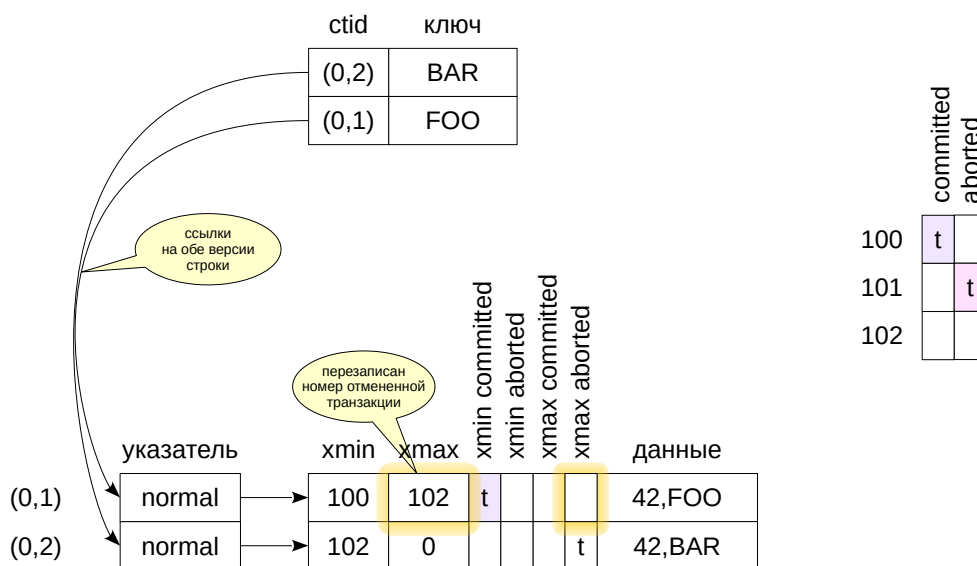 ctid ключ
(0,2) BAR
(0,1) FOO
committed
aborted
100 t
101 t
102
ссылки
на обе версии
строки
перезаписан
номер отмененной
транзакции
xmin committed
xmin aborted
xmax committed
xmax aborted
указатель xmin xmax данные
(0,1) normal 100 102 t 42,FOO
(0,2) normal 102 0 t 42,BAR